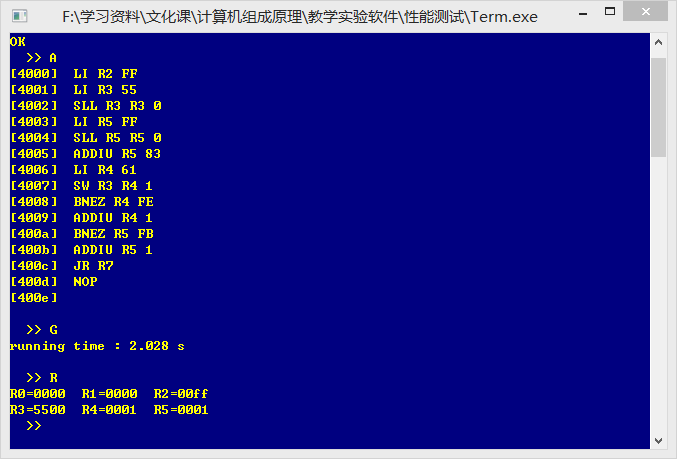 F:\学习资料\文化课\计算机组成原理\教学实验软件\性能测试\Term.exe
OK
>> A
[4000] LI R2 FF
[4001] LI R3 55
[4002] SLL R3 R3 0
[4003] LI R5 FF
[4004] SLL R5 R5 0
[4005] ADDIU R5 83
[4006] LI R4 61
[4007] SW R3 R4 1
[4008] BNEZ R4 FE
[4009] ADDIU R4 1
[400a] BNEZ R5 FB
[400b] ADDIU R5 1
[400c] JR R7
[400d] NOP
[400e]
>> G
running time : 2.028 s
>> R
R0=0000 R1=0000 R2=00ff
R3=5500 R4=0001 R5=0001
>>